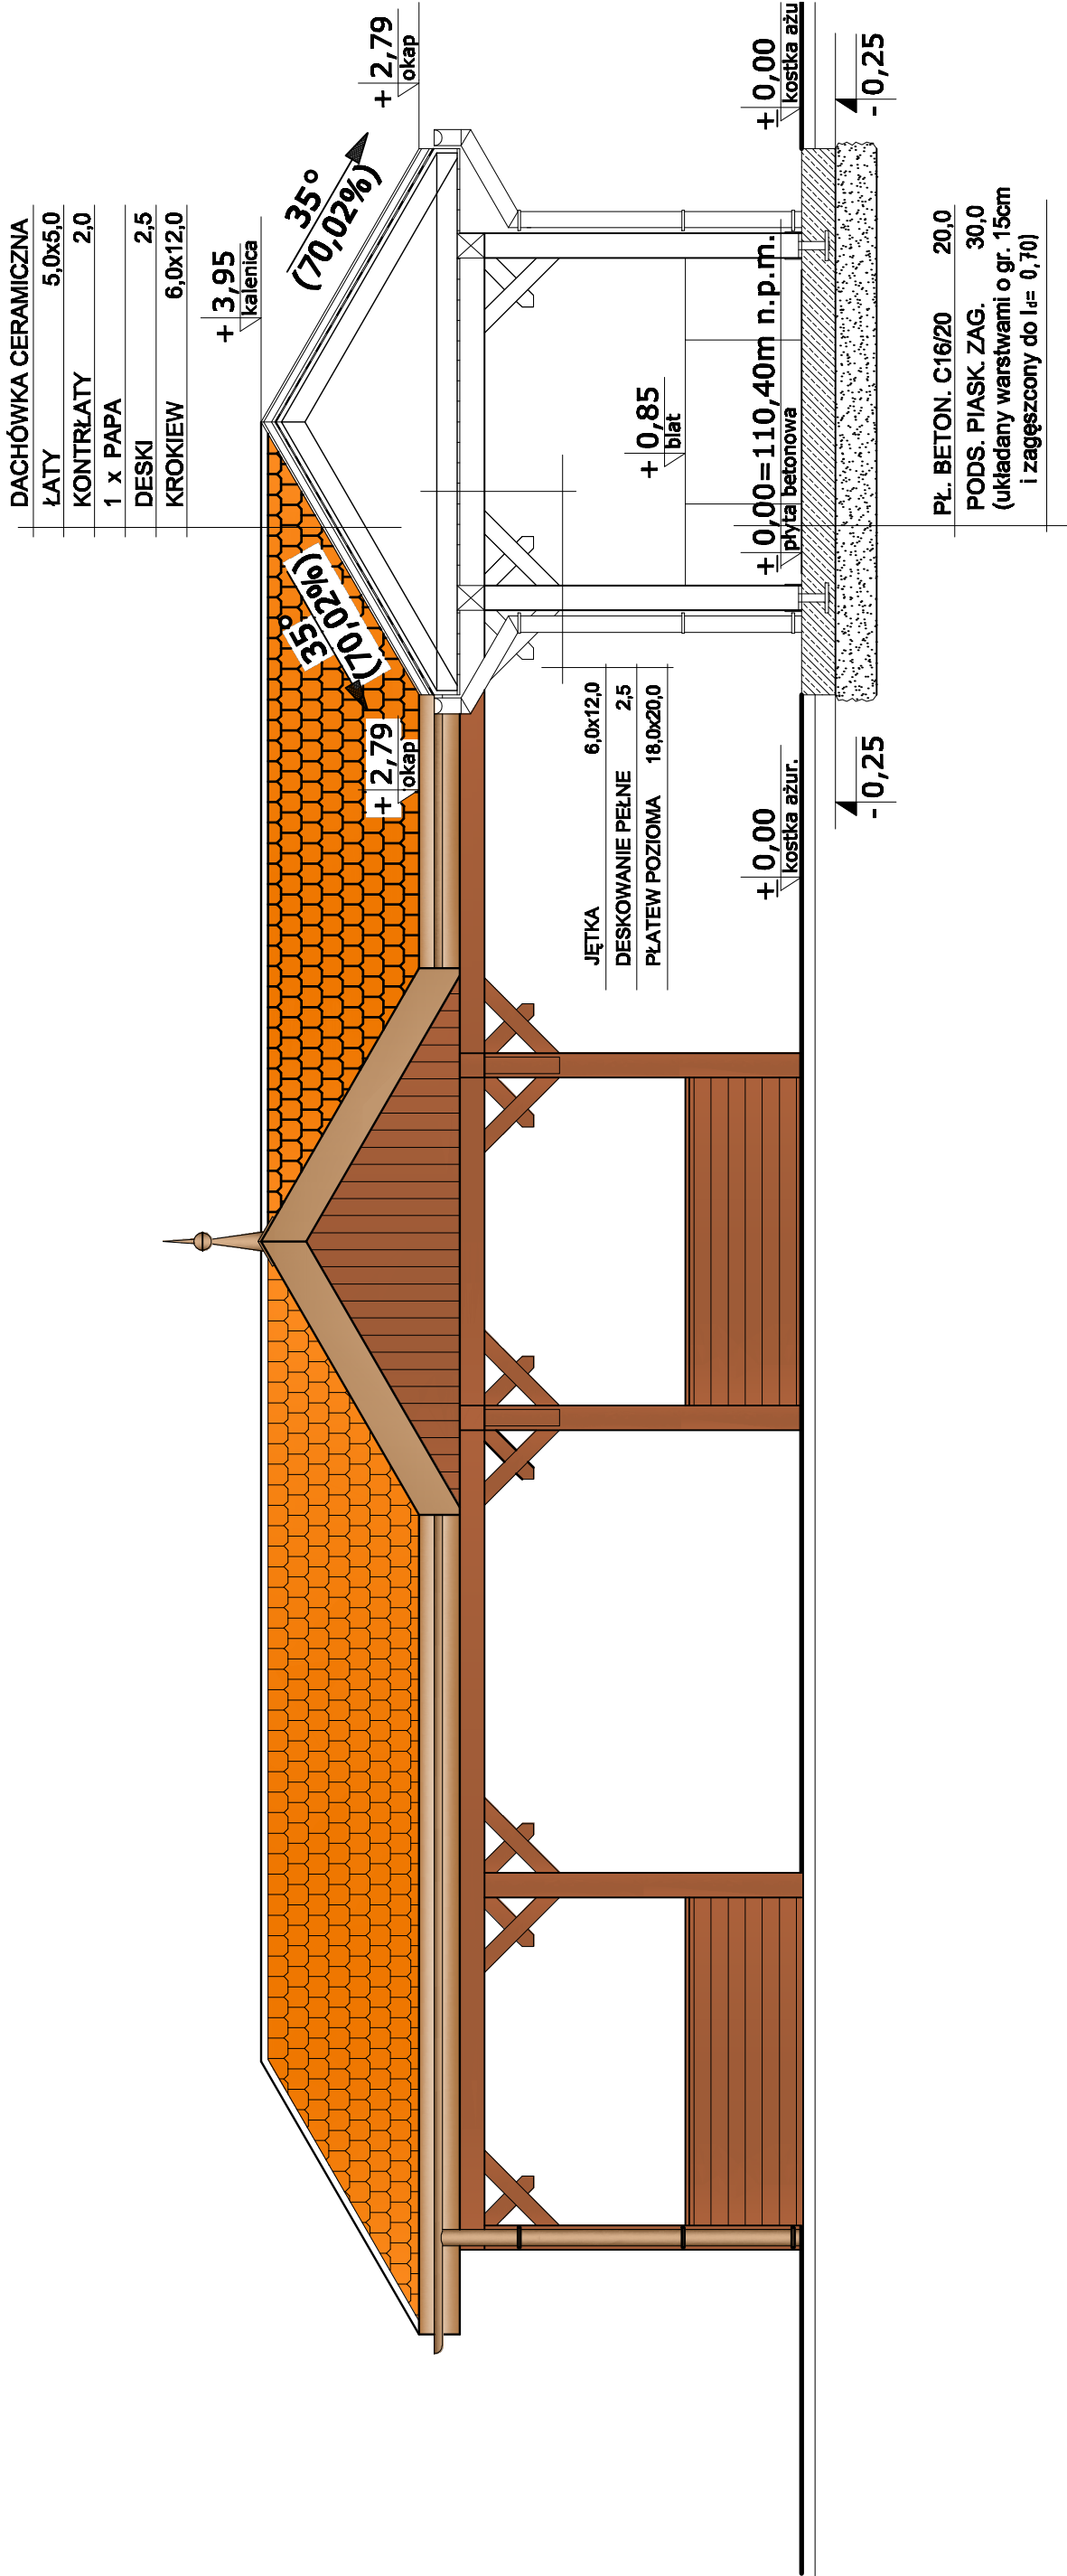 DACHÓWKA CERAMICZNA
ŁATY 5,0x5,0
KONTRŁATY 2,0
1 x PAPA
DESKI 2,5
KROKIEW 6,0x12,0
+ 3,95
kalenica
35°
(70,02%)
35°
(70,02%)
+ 2,79
okap
+ 2,79
okap
JĘTKA 6,0x12,0
DESKOWANIE PEŁNE 2,5
PŁATEW POZIOMA 18,0x20,0
+ 0,85
blat
± 0,00
kostka ażur.
± 0,00=110,40m n.p.m.
płyta betonowa
± 0,00
kostka ażu
- 0,25
- 0,25
PŁ. BETON. C16/20 20,0
PODS. PIASK. ZAG. 30,0
(układany warstwami o gr. 15cm
i zagęszczony do Id= 0,70)